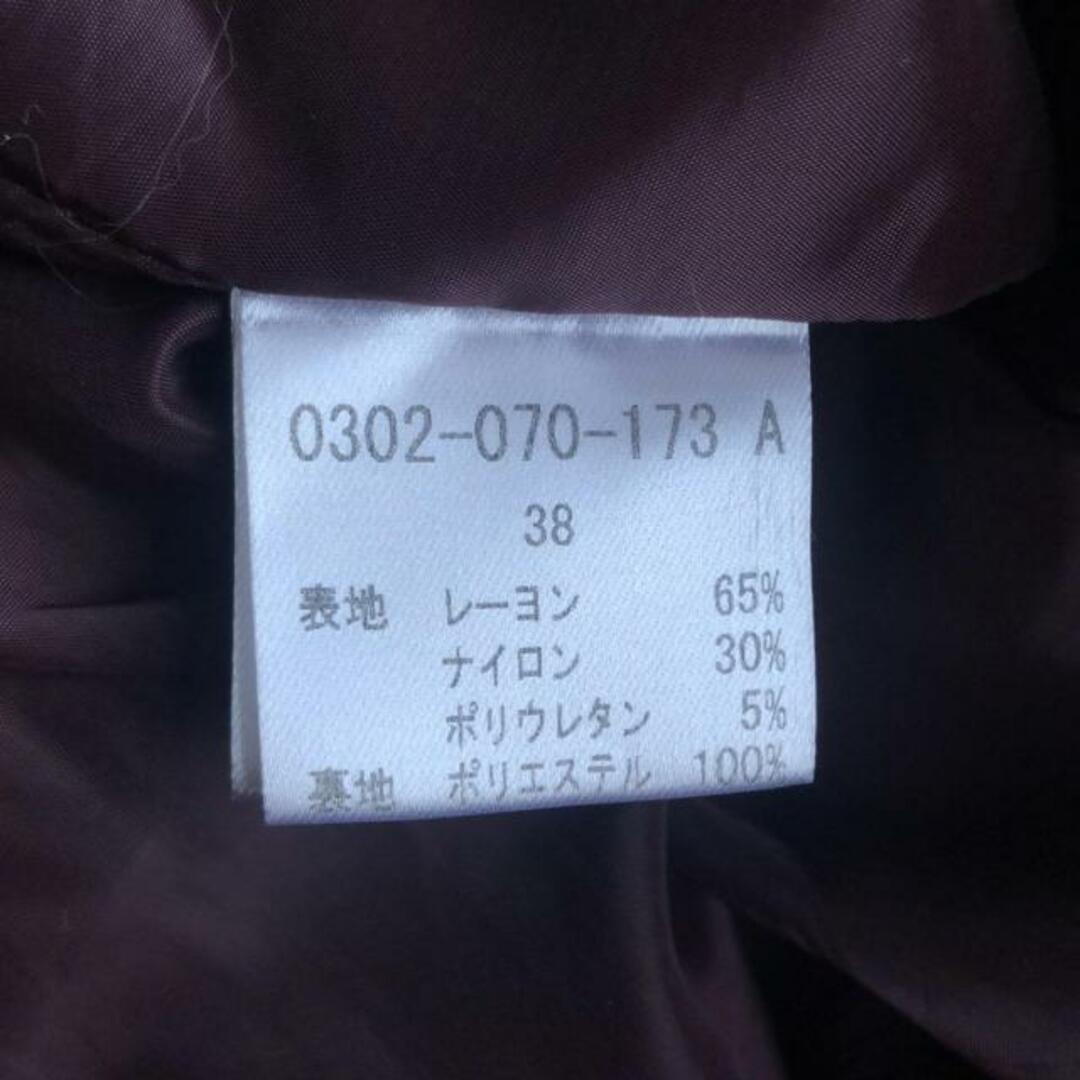 0302-070-173 A
38
表地 レーヨン 65%
ナイロン 30%
ポリウレタン 5%
裏地 ポリエステル 100%